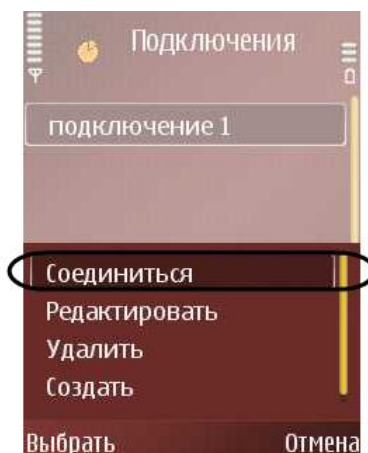 Подключения
подключение 1
Соединиться
Редактировать
Удалить
Создать
Выбрать Отмена